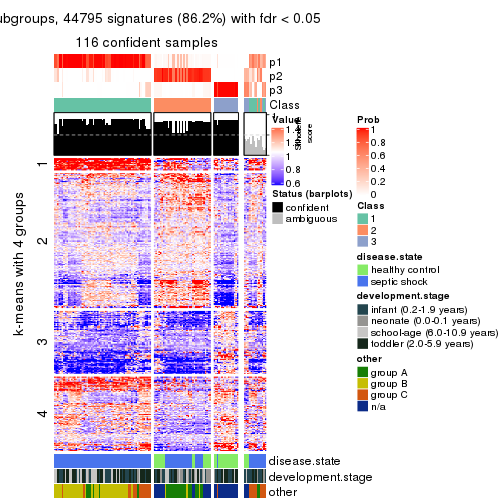 subgroups, 44795 signatures (86.2%) with fdr < 0.05
116 confident samples
p1
p2
p3
Class
Silhouette score
k-means with 4 groups
1
2
3
4
disease.state
development.stage
other
Value
1.4
1
0.8
0.6
Status (barplots)
confident
ambiguous
Prob
1
0.8
0.6
0.4
0.2
0
Class
1
2
3
disease.state
healthy control
septic shock
development.stage
infant (0.2-1.9 years)
neonate (0.0-0.1 years)
school-age (6.0-10.9 years)
toddler (2.0-5.9 years)
other
group A
group B
group C
n/a